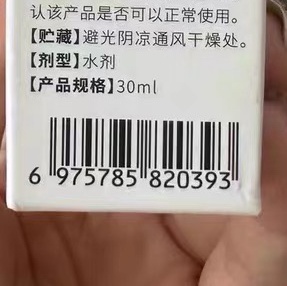 认该产品是否可以正常使用。
【贮藏】避光阴凉通风干燥处。
【剂型】水剂
【产品规格】30ml
6 975785 820393